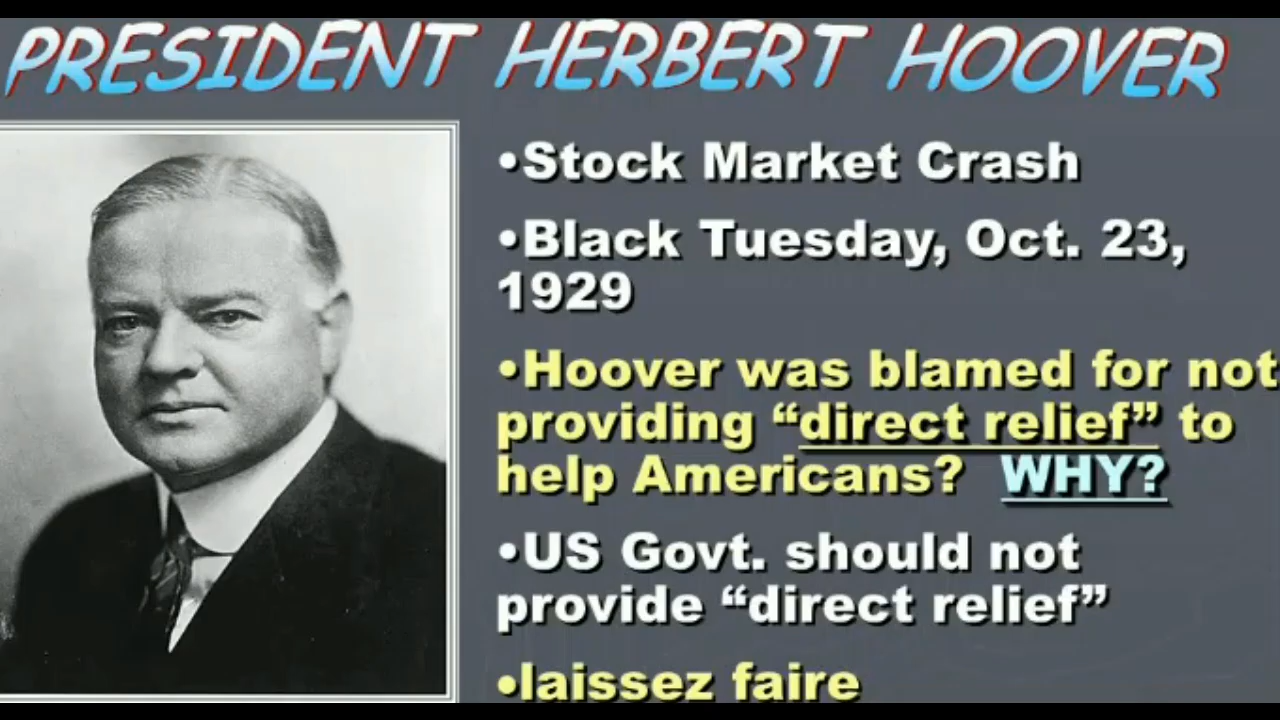 PRESIDENT HERBERT HOOVER
•Stock Market Crash
•Black Tuesday, Oct. 23,
1929
•Hoover was blamed for not
providing “direct relief” to
help Americans? WHY?
•US Govt. should not
provide “direct relief”
•laissez faire